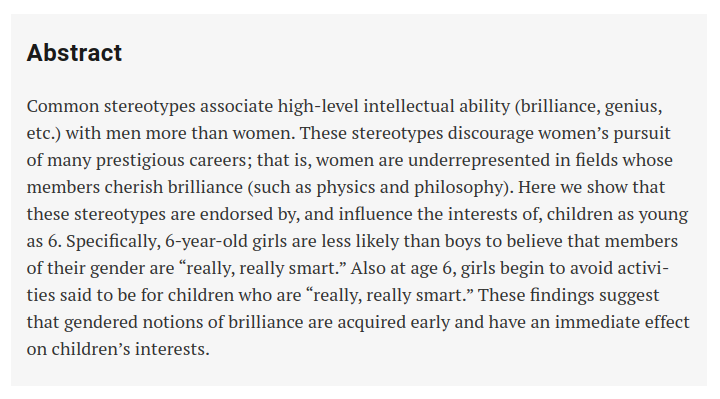 Abstract
Common stereotypes associate high-level intellectual ability (brilliance, genius,
etc.) with men more than women. These stereotypes discourage women’s pursuit
of many prestigious careers; that is, women are underrepresented in fields whose
members cherish brilliance (such as physics and philosophy). Here we show that
these stereotypes are endorsed by, and influence the interests of, children as young
as 6. Specifically, 6-year-old girls are less likely than boys to believe that members
of their gender are “really, really smart.” Also at age 6, girls begin to avoid activi-
ties said to be for children who are “really, really smart.” These findings suggest
that gendered notions of brilliance are acquired early and have an immediate effect
on children’s interests.